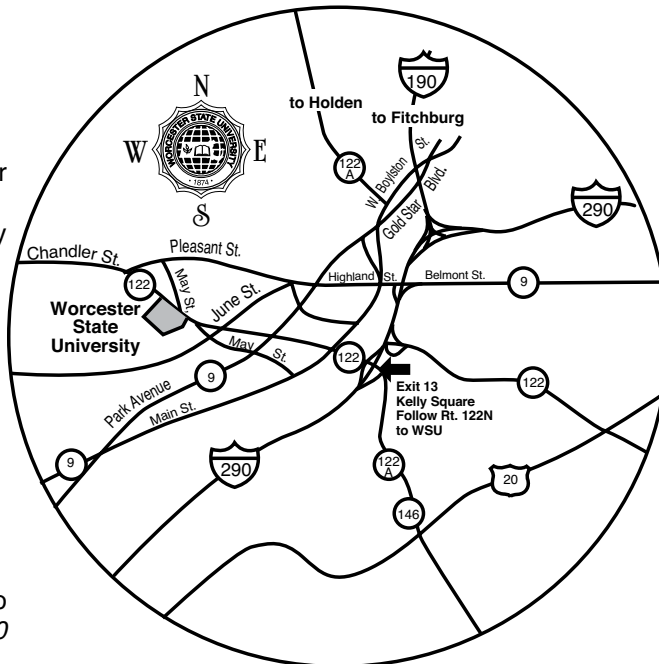 N
W
E
S
WORCESTER STATE UNIVERSITY
• 1874 •
190
to Holden
to Fitchburg
122
A
W. Boylston St.
Gold Star Blvd.
290
Chandler St.
Pleasant St.
Highland St.
Belmont St.
9
122
May St.
June St.
Worcester
State
University
May St.
122
Park Avenue
9
Main St.
Exit 13
Kelly Square
Follow Rt. 122N
to WSU
122
9
290
122
A
20
146
r
y
o
0